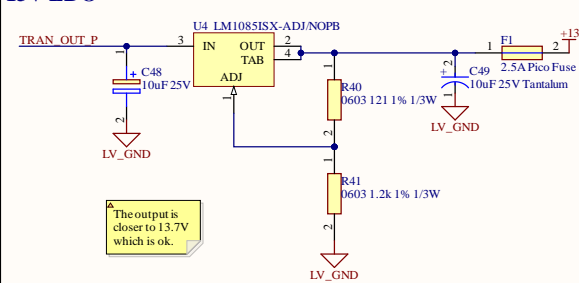 TRAN_OUT_P
U4 LM1085ISX-ADJ/NOPB
3 IN OUT 2
TAB 4
ADJ
1
C48
10uF 25V
1
2
LV_GND
R40
0603 121 1% 1/3W
1
2
R41
0603 1.2k 1% 1/3W
1
2
LV_GND
C49
10uF 25V Tantalum
2
1
LV_GND
F1
1 2
2.5A Pico Fuse
+13
The output is
closer to 13.7V
which is ok.